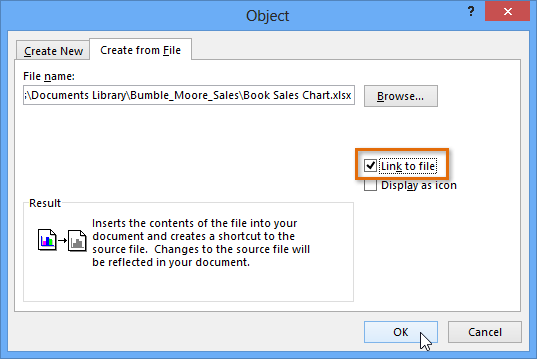 Object
?
Create New
Create from File
File name:
:\Documents Library\Bumble_Moore_Sales\Book Sales Chart.xlsx
Browse...
Link to file
Display as icon
Result
Inserts the contents of the file into your
document and creates a shortcut to the
source file. Changes to the source file will
be reflected in your document.
OK
Cancel